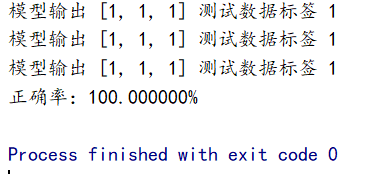 模型输出 [1, 1, 1] 测试数据标签 1
模型输出 [1, 1, 1] 测试数据标签 1
模型输出 [1, 1, 1] 测试数据标签 1
正确率：100.000000%
Process finished with exit code 0